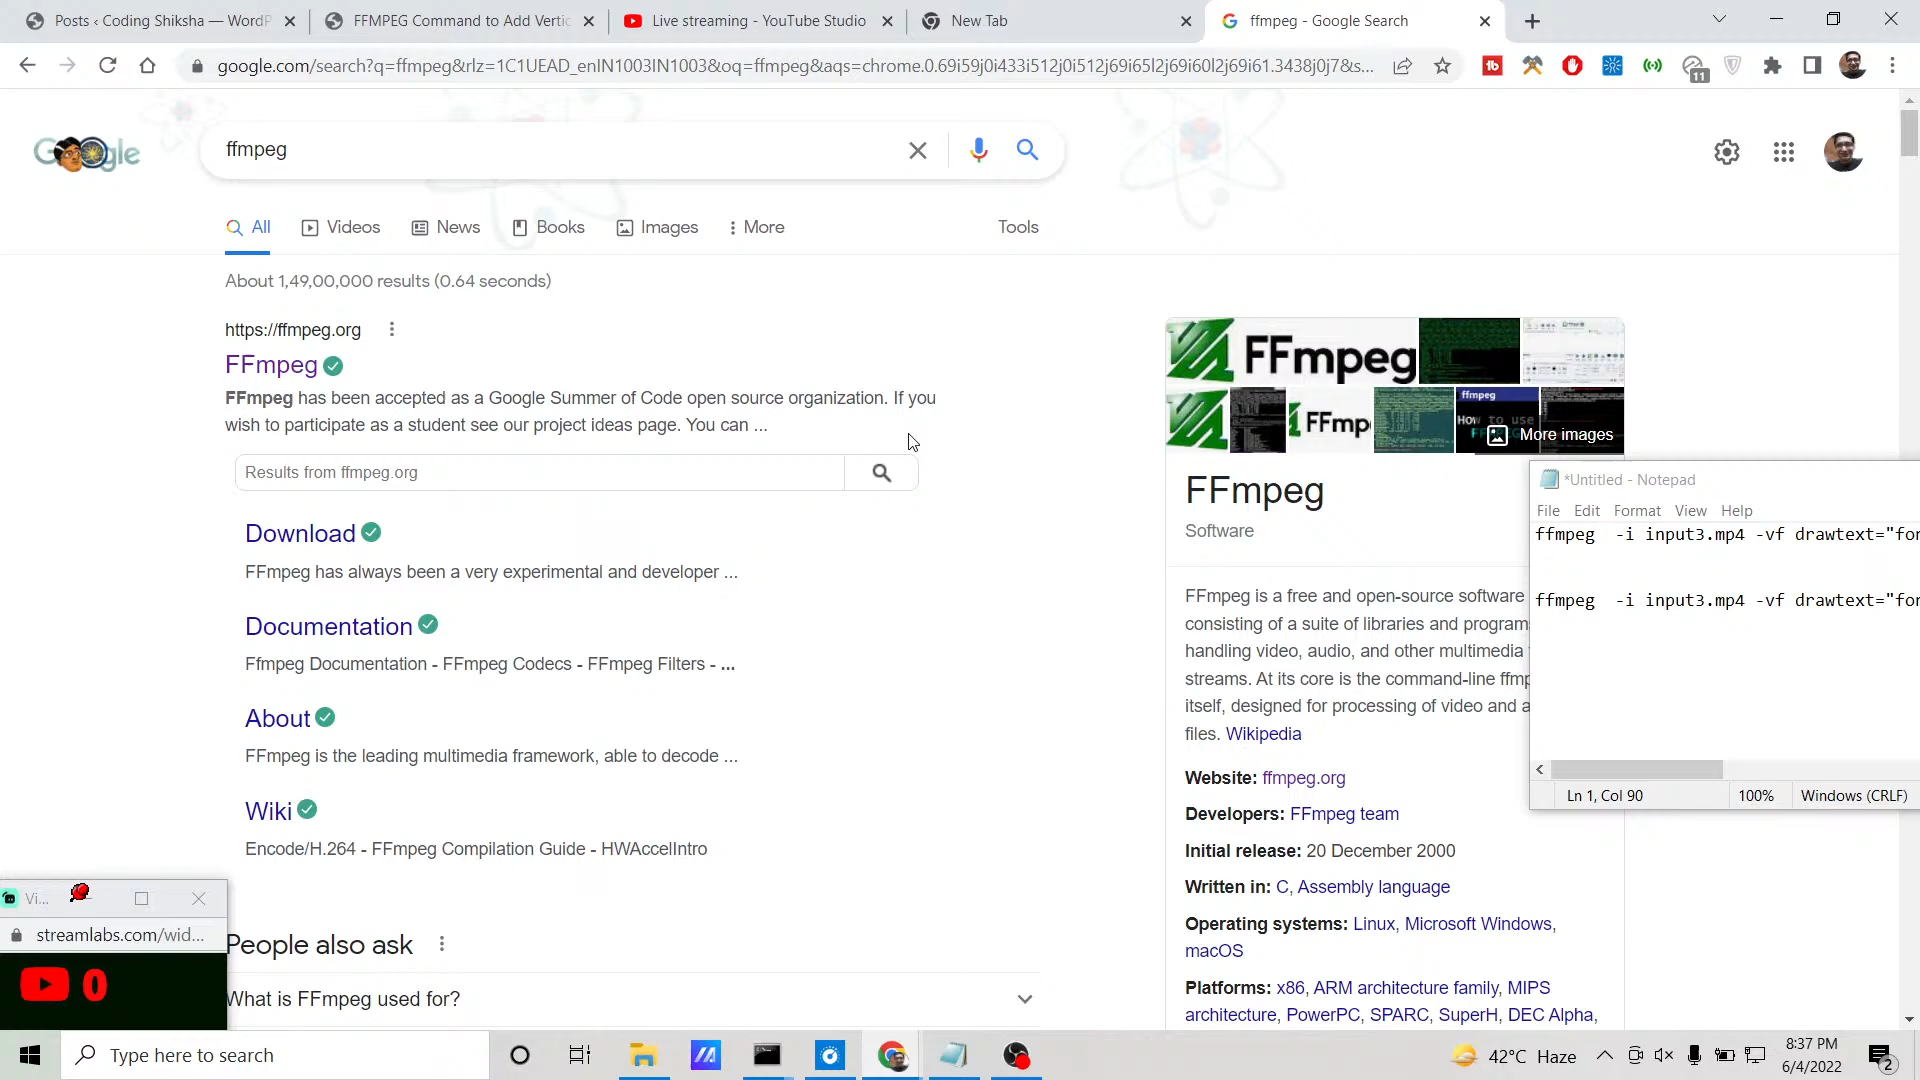 Posts ‹ Coding Shiksha — WordP
FFMPEG Command to Add Vertic
Live streaming - YouTube Studio
New Tab
ffmpeg - Google Search
google.com/search?q=ffmpeg&rlz=1C1UEAD_enIN1003IN1003&oq=ffmpeg&aqs=chrome.0.69i59j0i433i512j0i512j69i65l2j69i60l2j69i61.3438j0j7&s...
11
Google
ffmpeg
All
Videos
News
Books
Images
More
Tools
About 1,49,00,000 results (0.64 seconds)
https://ffmpeg.org
FFmpeg
FFmpeg has been accepted as a Google Summer of Code open source organization. If you
wish to participate as a student see our project ideas page. You can ...
Results from ffmpeg.org
Download
FFmpeg has always been a very experimental and developer ...
Documentation
Ffmpeg Documentation - FFmpeg Codecs - FFmpeg Filters - ...
About
FFmpeg is the leading multimedia framework, able to decode ...
Wiki
Encode/H.264 - FFmpeg Compilation Guide - HWAccelIntro
People also ask
What is FFmpeg used for?
FFmpeg
FFmp
ffmpeg
How to use
More images
FFmpeg
Software
FFmpeg is a free and open-source software
consisting of a suite of libraries and program
handling video, audio, and other multimedia
streams. At its core is the command-line ffmp
itself, designed for processing of video and a
files. Wikipedia
Website: ffmpeg.org
Developers: FFmpeg team
Initial release: 20 December 2000
Written in: C, Assembly language
Operating systems: Linux, Microsoft Windows,
macOS
Platforms: x86, ARM architecture family, MIPS
architecture, PowerPC, SPARC, SuperH, DEC Alpha,
*Untitled - Notepad
File Edit Format View Help
ffmpeg  -i input3.mp4 -vf drawtext="fon
ffmpeg  -i input3.mp4 -vf drawtext="fon
Ln 1, Col 90
100%
Windows (CRLF)
Vi...
streamlabs.com/wid...
0
Type here to search
42°C Haze
8:37 PM
6/4/2022
2